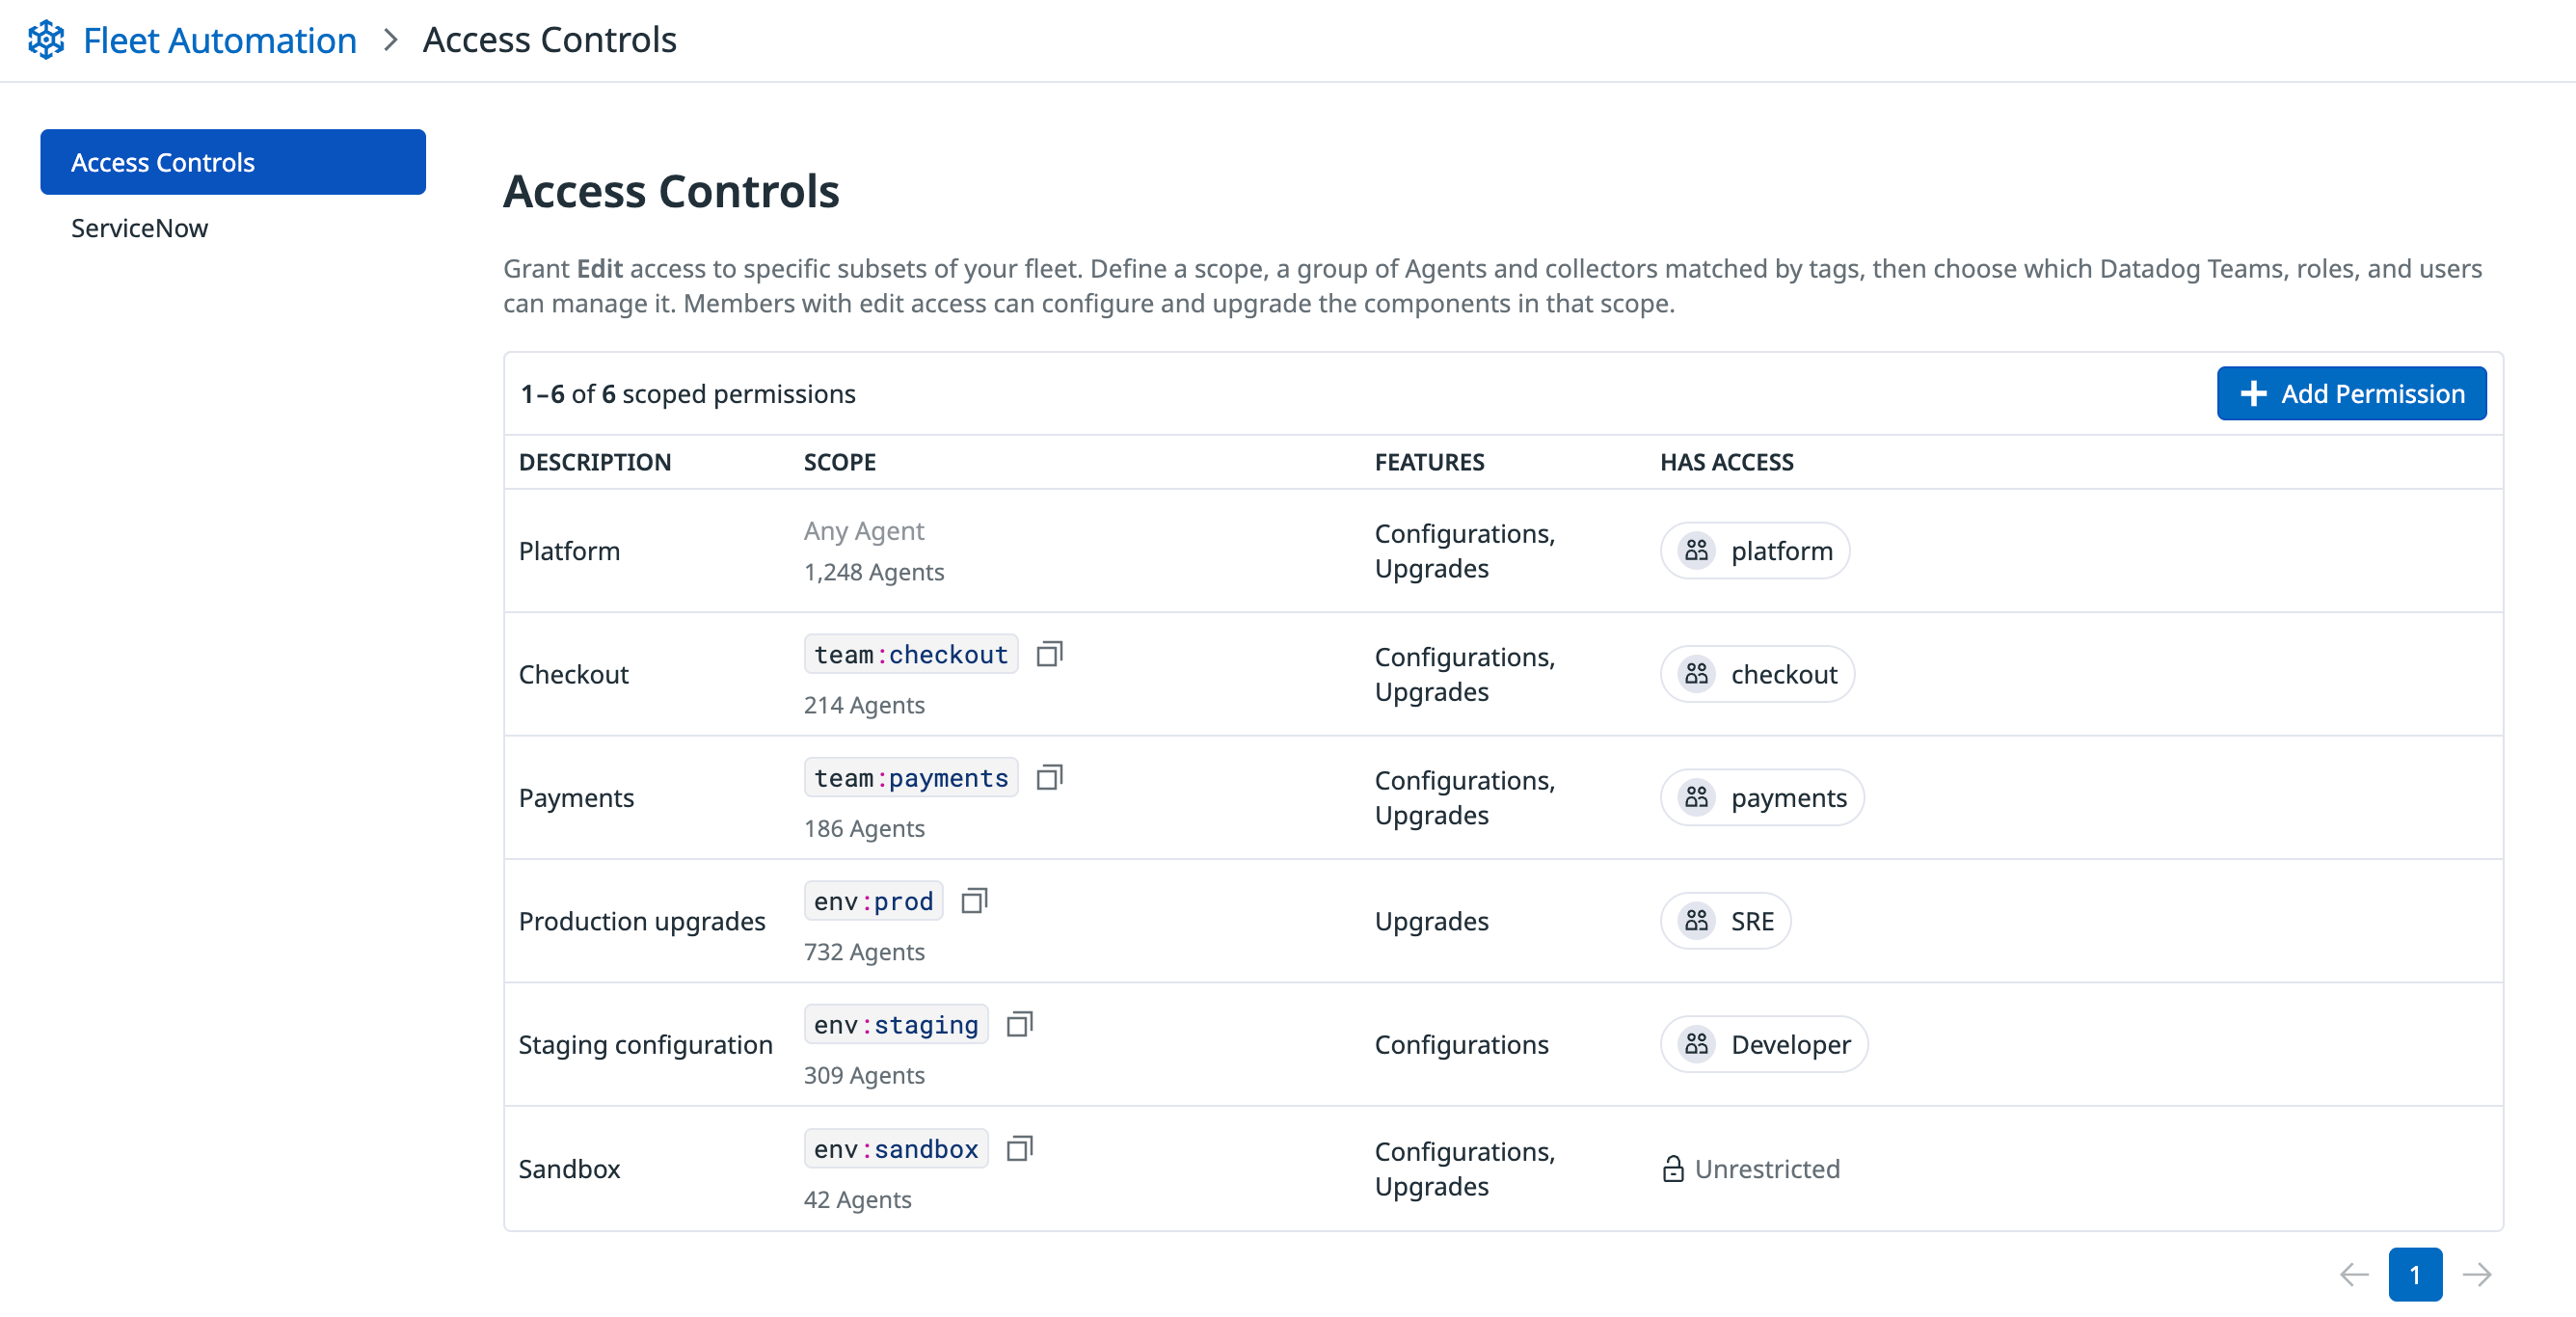 Fleet Automation > Access Controls
Access Controls
ServiceNow
Access Controls
Grant Edit access to specific subsets of your fleet. Define a scope, a group of Agents and collectors matched by tags, then choose which Datadog Teams, roles, and users
can manage it. Members with edit access can configure and upgrade the components in that scope.
1–6 of 6 scoped permissions
+ Add Permission
DESCRIPTION SCOPE FEATURES HAS ACCESS
Platform
Any Agent
1,248 Agents
Configurations,
Upgrades
platform
Checkout
team:checkout
214 Agents
Configurations,
Upgrades
checkout
Payments
team:payments
186 Agents
Configurations,
Upgrades
payments
Production upgrades
env:prod
732 Agents
Upgrades
SRE
Staging configuration
env:staging
309 Agents
Configurations
Developer
Sandbox
env:sandbox
42 Agents
Configurations,
Upgrades
Unrestricted
1